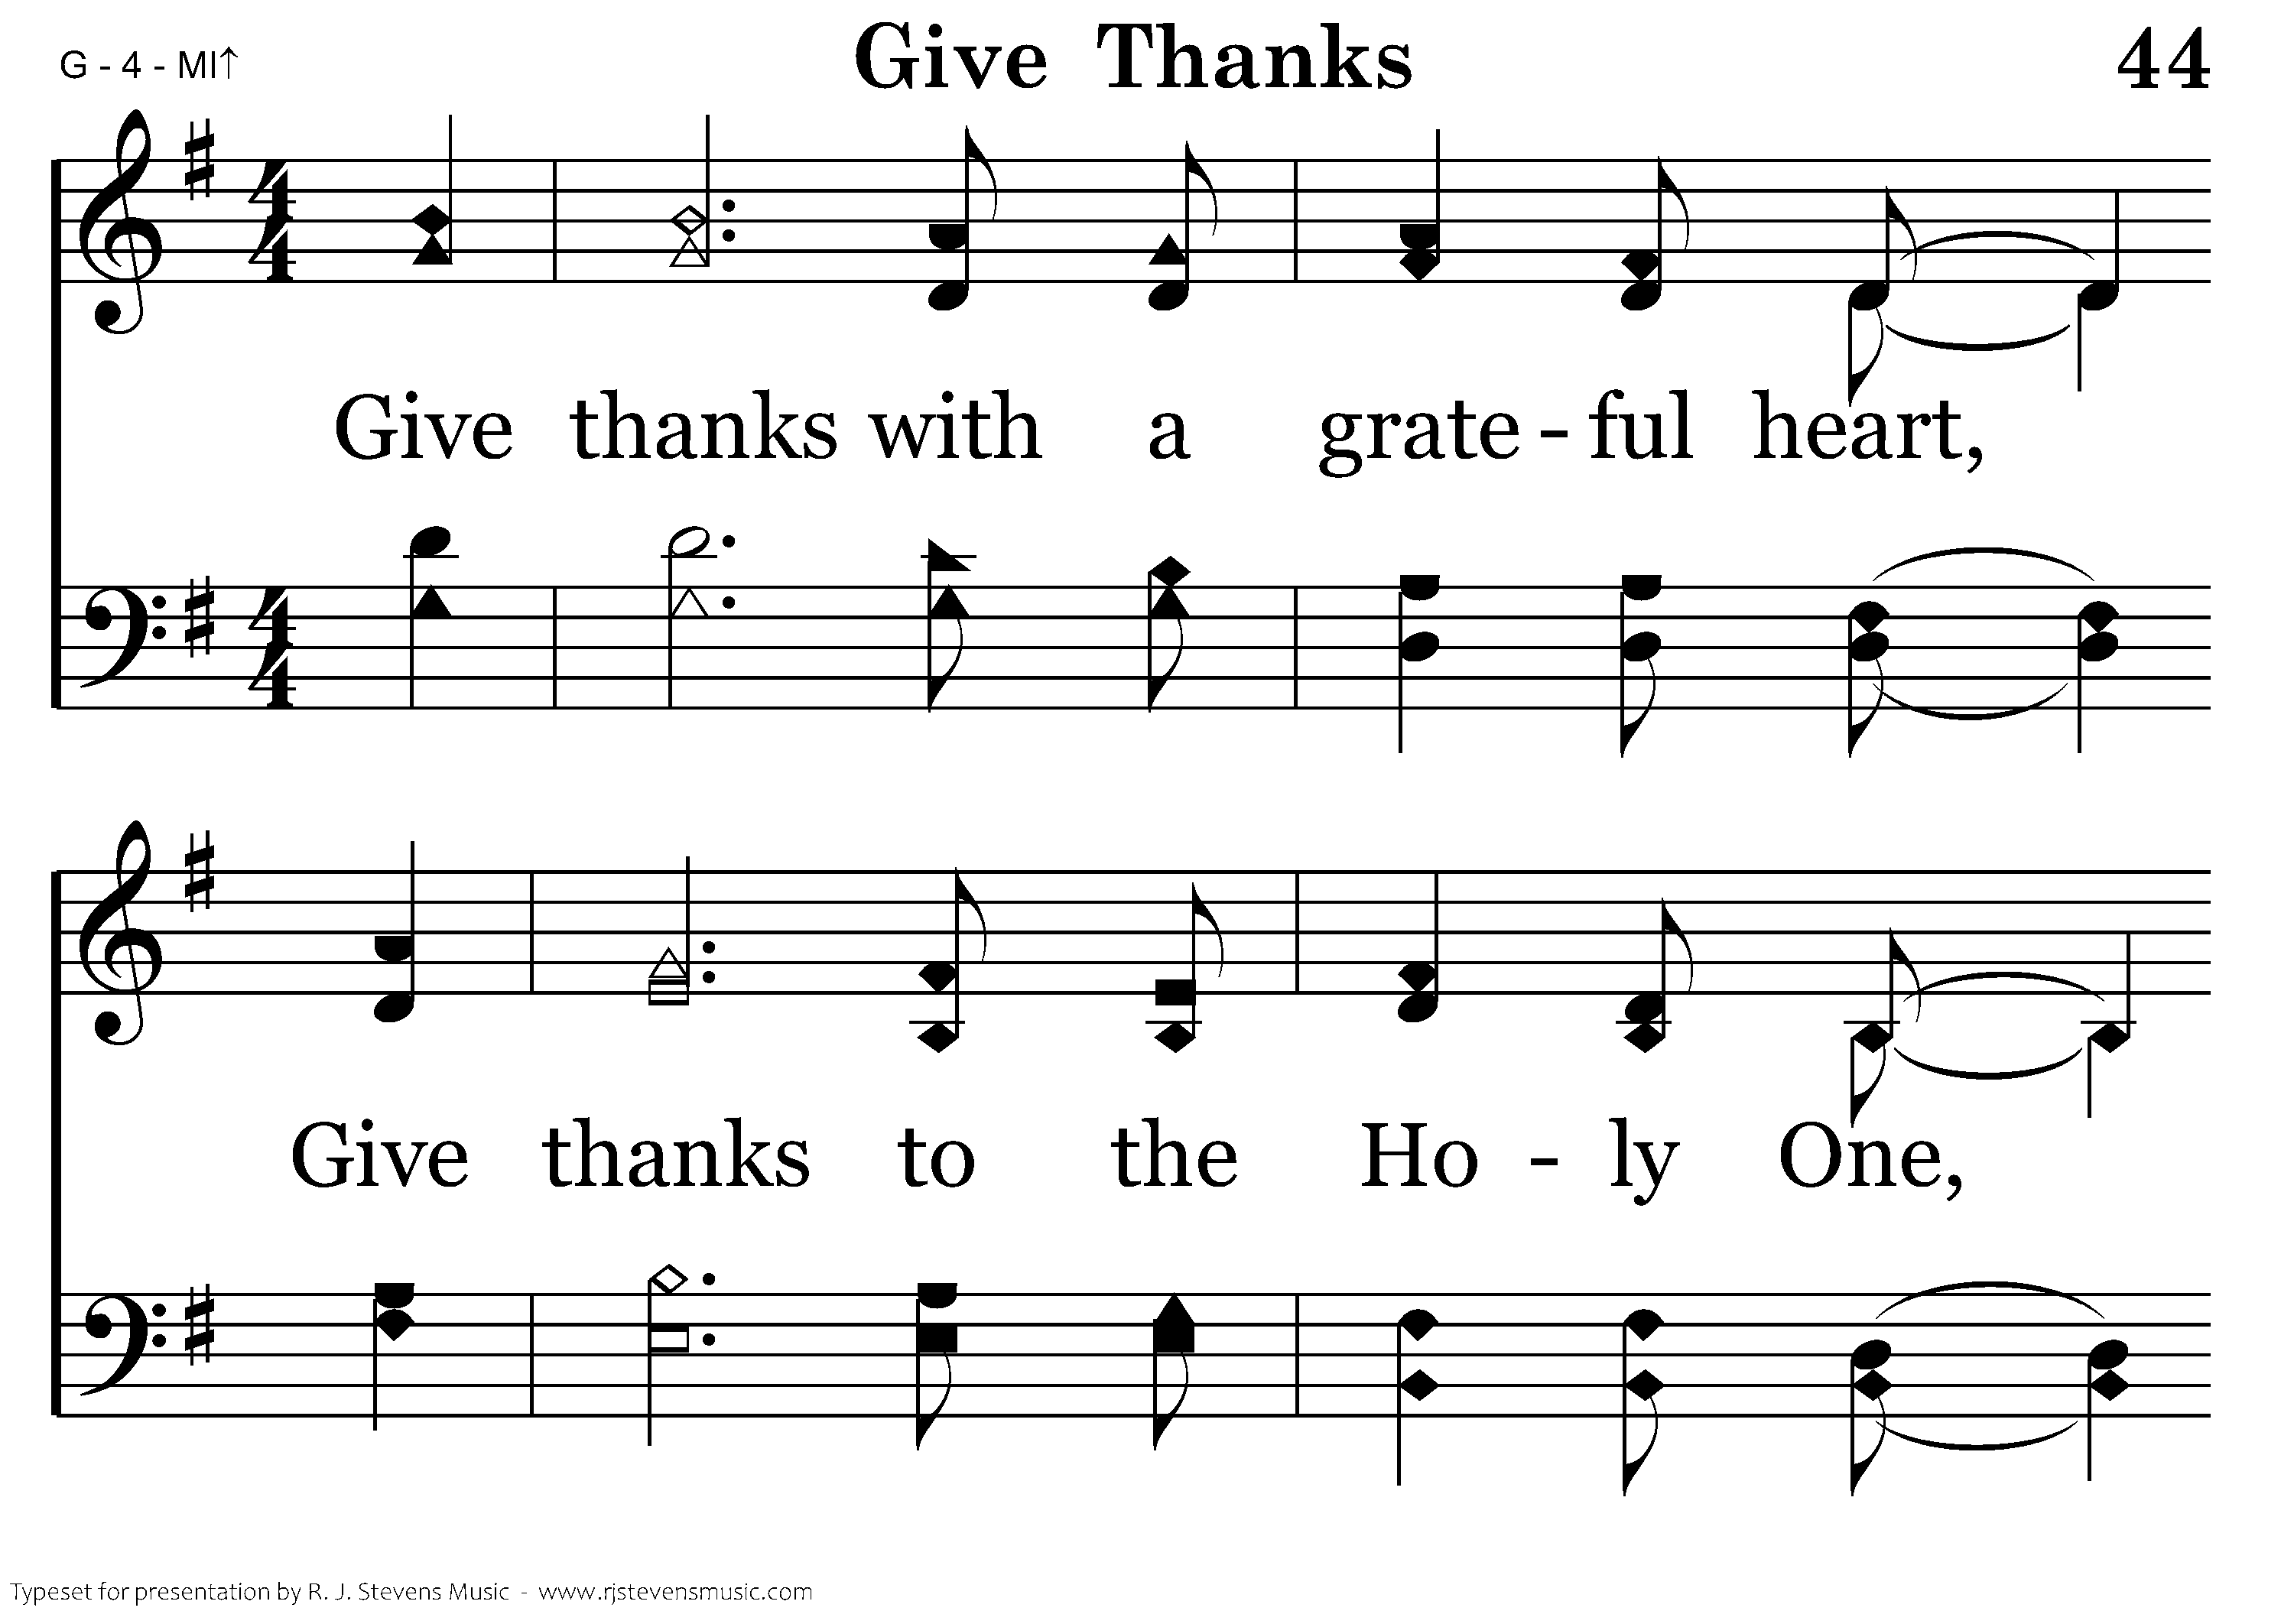 G - 4 - MI↑ Give Thanks 44
Give thanks with a grate - ful heart,
Give thanks to the Ho - ly One,
Typeset for presentation by R. J. Stevens Music - www.rjstevensmusic.com